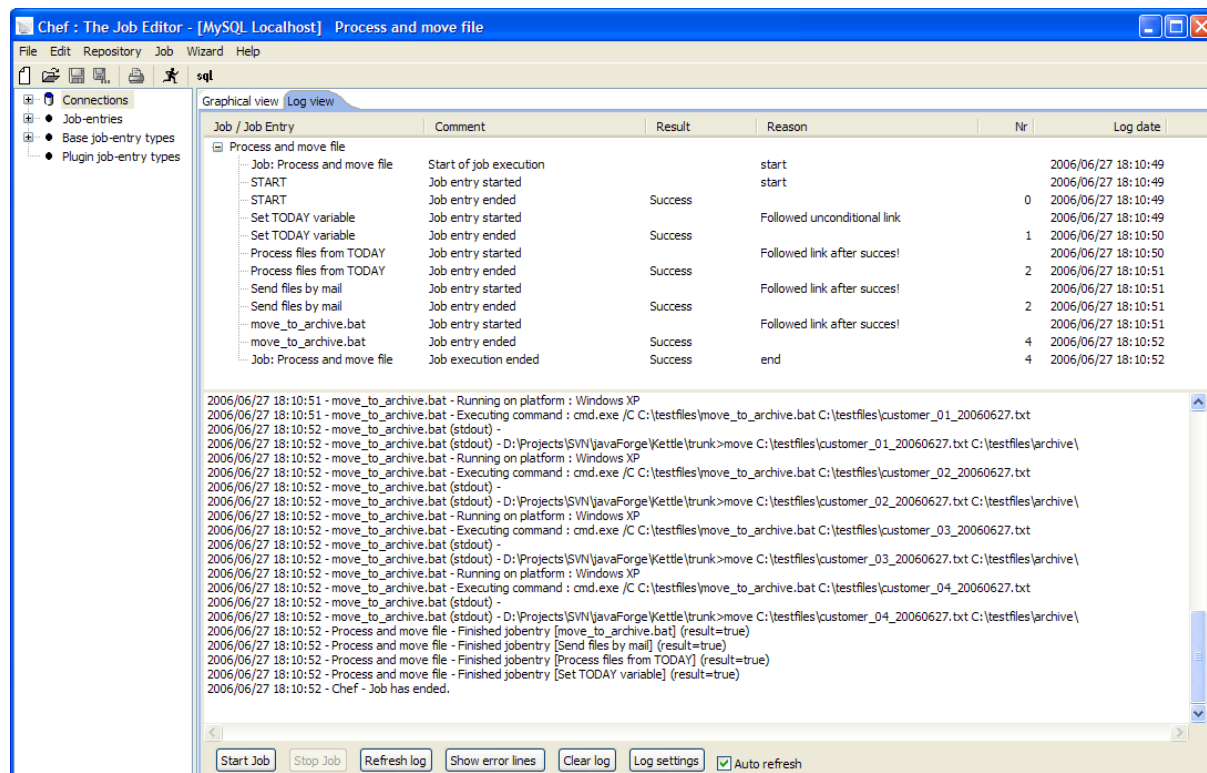 Chef : The Job Editor - [MySQL Localhost] Process and move file
File Edit Repository Job Wizard Help
sql
Connections
Job-entries
Base job-entry types
Plugin job-entry types
Graphical view Log view
Job / Job Entry Comment Result Reason Nr Log date
Process and move file
Job: Process and move file Start of job execution start 2006/06/27 18:10:49
START Job entry started start 2006/06/27 18:10:49
START Job entry ended Success 0 2006/06/27 18:10:49
Set TODAY variable Job entry started Followed unconditional link 2006/06/27 18:10:49
Set TODAY variable Job entry ended Success 1 2006/06/27 18:10:50
Process files from TODAY Job entry started Followed link after succes! 2006/06/27 18:10:50
Process files from TODAY Job entry ended Success 2 2006/06/27 18:10:51
Send files by mail Job entry started Followed link after succes! 2006/06/27 18:10:51
Send files by mail Job entry ended Success 2 2006/06/27 18:10:51
move_to_archive.bat Job entry started Followed link after succes! 2006/06/27 18:10:51
move_to_archive.bat Job entry ended Success 4 2006/06/27 18:10:52
Job: Process and move file Job execution ended Success end 4 2006/06/27 18:10:52
2006/06/27 18:10:51 - move_to_archive.bat - Running on platform : Windows XP
2006/06/27 18:10:51 - move_to_archive.bat - Executing command : cmd.exe /C C:\testfiles\move_to_archive.bat C:\testfiles\customer_01_20060627.txt
2006/06/27 18:10:52 - move_to_archive.bat (stdout) -
2006/06/27 18:10:52 - move_to_archive.bat (stdout) - D:\Projects\SVN\javaForge\Kettle\trunk>move C:\testfiles\customer_01_20060627.txt C:\testfiles\archive\
2006/06/27 18:10:52 - move_to_archive.bat - Running on platform : Windows XP
2006/06/27 18:10:52 - move_to_archive.bat - Executing command : cmd.exe /C C:\testfiles\move_to_archive.bat C:\testfiles\customer_02_20060627.txt
2006/06/27 18:10:52 - move_to_archive.bat (stdout) -
2006/06/27 18:10:52 - move_to_archive.bat (stdout) - D:\Projects\SVN\javaForge\Kettle\trunk>move C:\testfiles\customer_02_20060627.txt C:\testfiles\archive\
2006/06/27 18:10:52 - move_to_archive.bat - Running on platform : Windows XP
2006/06/27 18:10:52 - move_to_archive.bat - Executing command : cmd.exe /C C:\testfiles\move_to_archive.bat C:\testfiles\customer_03_20060627.txt
2006/06/27 18:10:52 - move_to_archive.bat (stdout) -
2006/06/27 18:10:52 - move_to_archive.bat (stdout) - D:\Projects\SVN\javaForge\Kettle\trunk>move C:\testfiles\customer_03_20060627.txt C:\testfiles\archive\
2006/06/27 18:10:52 - move_to_archive.bat - Running on platform : Windows XP
2006/06/27 18:10:52 - move_to_archive.bat - Executing command : cmd.exe /C C:\testfiles\move_to_archive.bat C:\testfiles\customer_04_20060627.txt
2006/06/27 18:10:52 - move_to_archive.bat (stdout) -
2006/06/27 18:10:52 - move_to_archive.bat (stdout) - D:\Projects\SVN\javaForge\Kettle\trunk>move C:\testfiles\customer_04_20060627.txt C:\testfiles\archive\
2006/06/27 18:10:52 - Process and move file - Finished jobentry [move_to_archive.bat] (result=true)
2006/06/27 18:10:52 - Process and move file - Finished jobentry [Send files by mail] (result=true)
2006/06/27 18:10:52 - Process and move file - Finished jobentry [Process files from TODAY] (result=true)
2006/06/27 18:10:52 - Process and move file - Finished jobentry [Set TODAY variable] (result=true)
2006/06/27 18:10:52 - Chef - Job has ended.
Start Job Stop Job Refresh log Show error lines Clear log Log settings Auto refresh